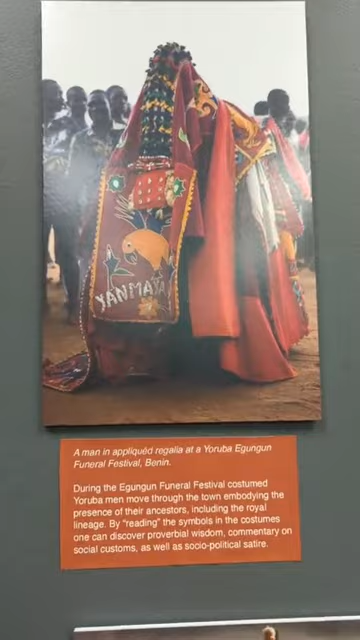 YANMAYA
A man in appliquéd regalia at a Yoruba Egungun
Funeral Festival, Benin.
During the Egungun Funeral Festival costumed
Yoruba men move through the town embodying the
presence of their ancestors, including the royal
lineage. By "reading" the symbols in the costumes
one can discover proverbial wisdom, commentary on
social customs, as well as socio-political satire.